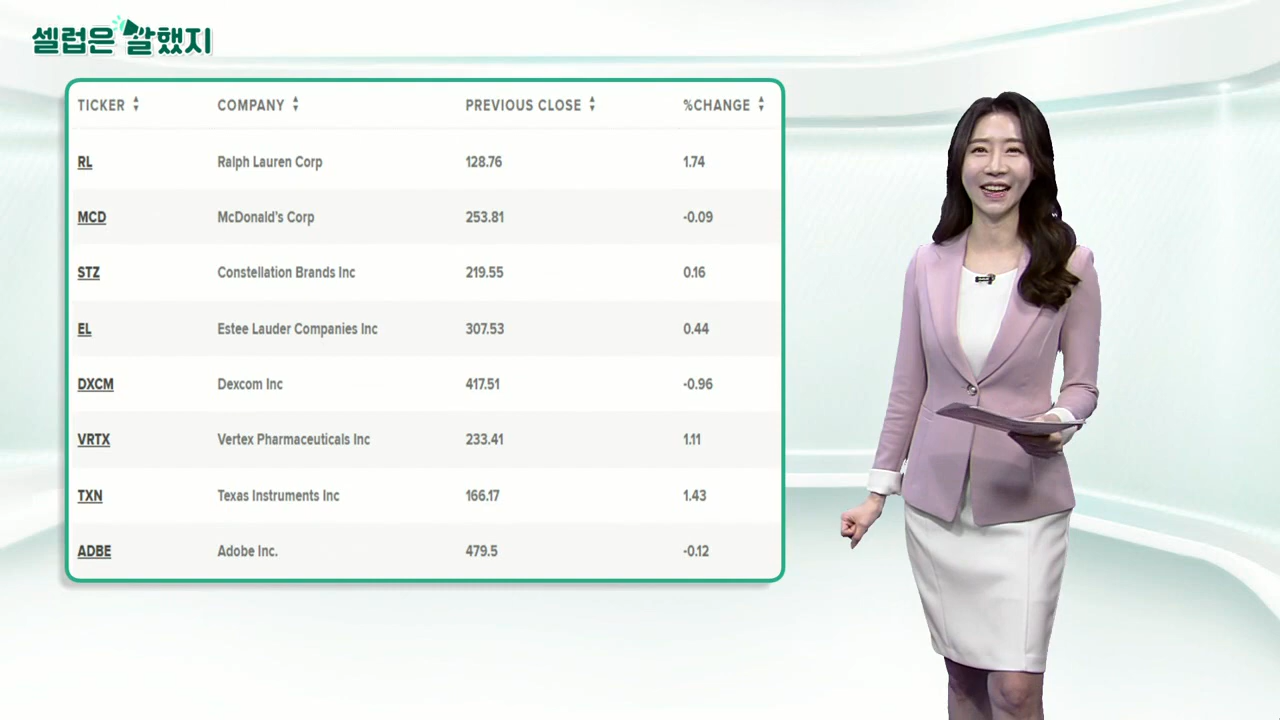 셀럽은 말했지
TICKER COMPANY PREVIOUS CLOSE %CHANGE
RL Ralph Lauren Corp 128.76 1.74
MCD McDonald's Corp 253.81 -0.09
STZ Constellation Brands Inc 219.55 0.16
EL Estee Lauder Companies Inc 307.53 0.44
DXCM Dexcom Inc 417.51 -0.96
VRTX Vertex Pharmaceuticals Inc 233.41 1.11
TXN Texas Instruments Inc 166.17 1.43
ADBE Adobe Inc. 479.5 -0.12